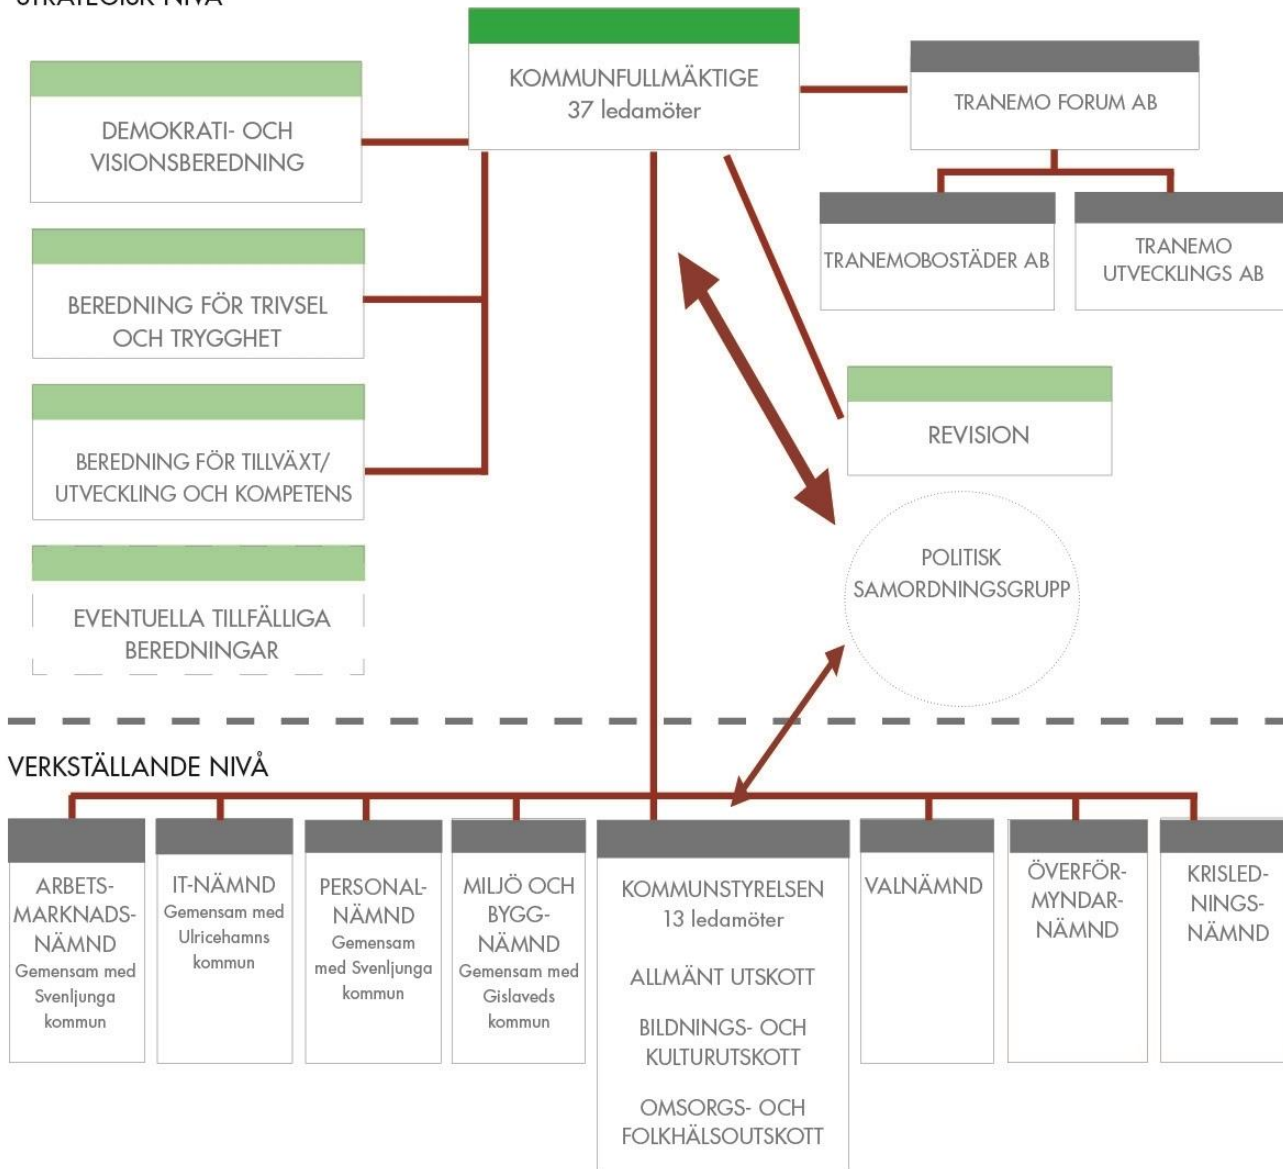 STRATEGISK NIVÅ
KOMMUNFULLMÄKTIGE
37 ledamöter
TRANEMO FORUM AB
TRANEMOBOSTÄDER AB
TRANEMO
UTVECKLINGS AB
DEMOKRATI- OCH
VISIONSBEREDNING
BEREDNING FÖR TRIVSEL
OCH TRYGGHET
BEREDNING FÖR TILLVÄXT/
UTVECKLING OCH KOMPETENS
EVENTUELLA TILLFÄLLIGA
BEREDNINGAR
REVISION
POLITISK
SAMORDNINGSGRUPP
VERKSTÄLLANDE NIVÅ
ARBETS-
MARKNADS-
NÄMND
Gemensam med
Svenljunga
kommun
IT-NÄMND
Gemensam med
Ulricehamns
kommun
PERSONAL-
NÄMND
Gemensam
med Svenljunga
kommun
MILJÖ OCH
BYGG-
NÄMND
Gemensam med
Gislaveds
kommun
KOMMUNSTYRELSEN
13 ledamöter
ALLMÄNT UTSKOTT
BILDNINGS- OCH
KULTURUTSKOTT
OMSORGS- OCH
FOLKHÄLSOUTSKOTT
VALNÄMND
ÖVERFÖR-
MYNDAR-
NÄMND
KRISLED-
NINGS-
NÄMND